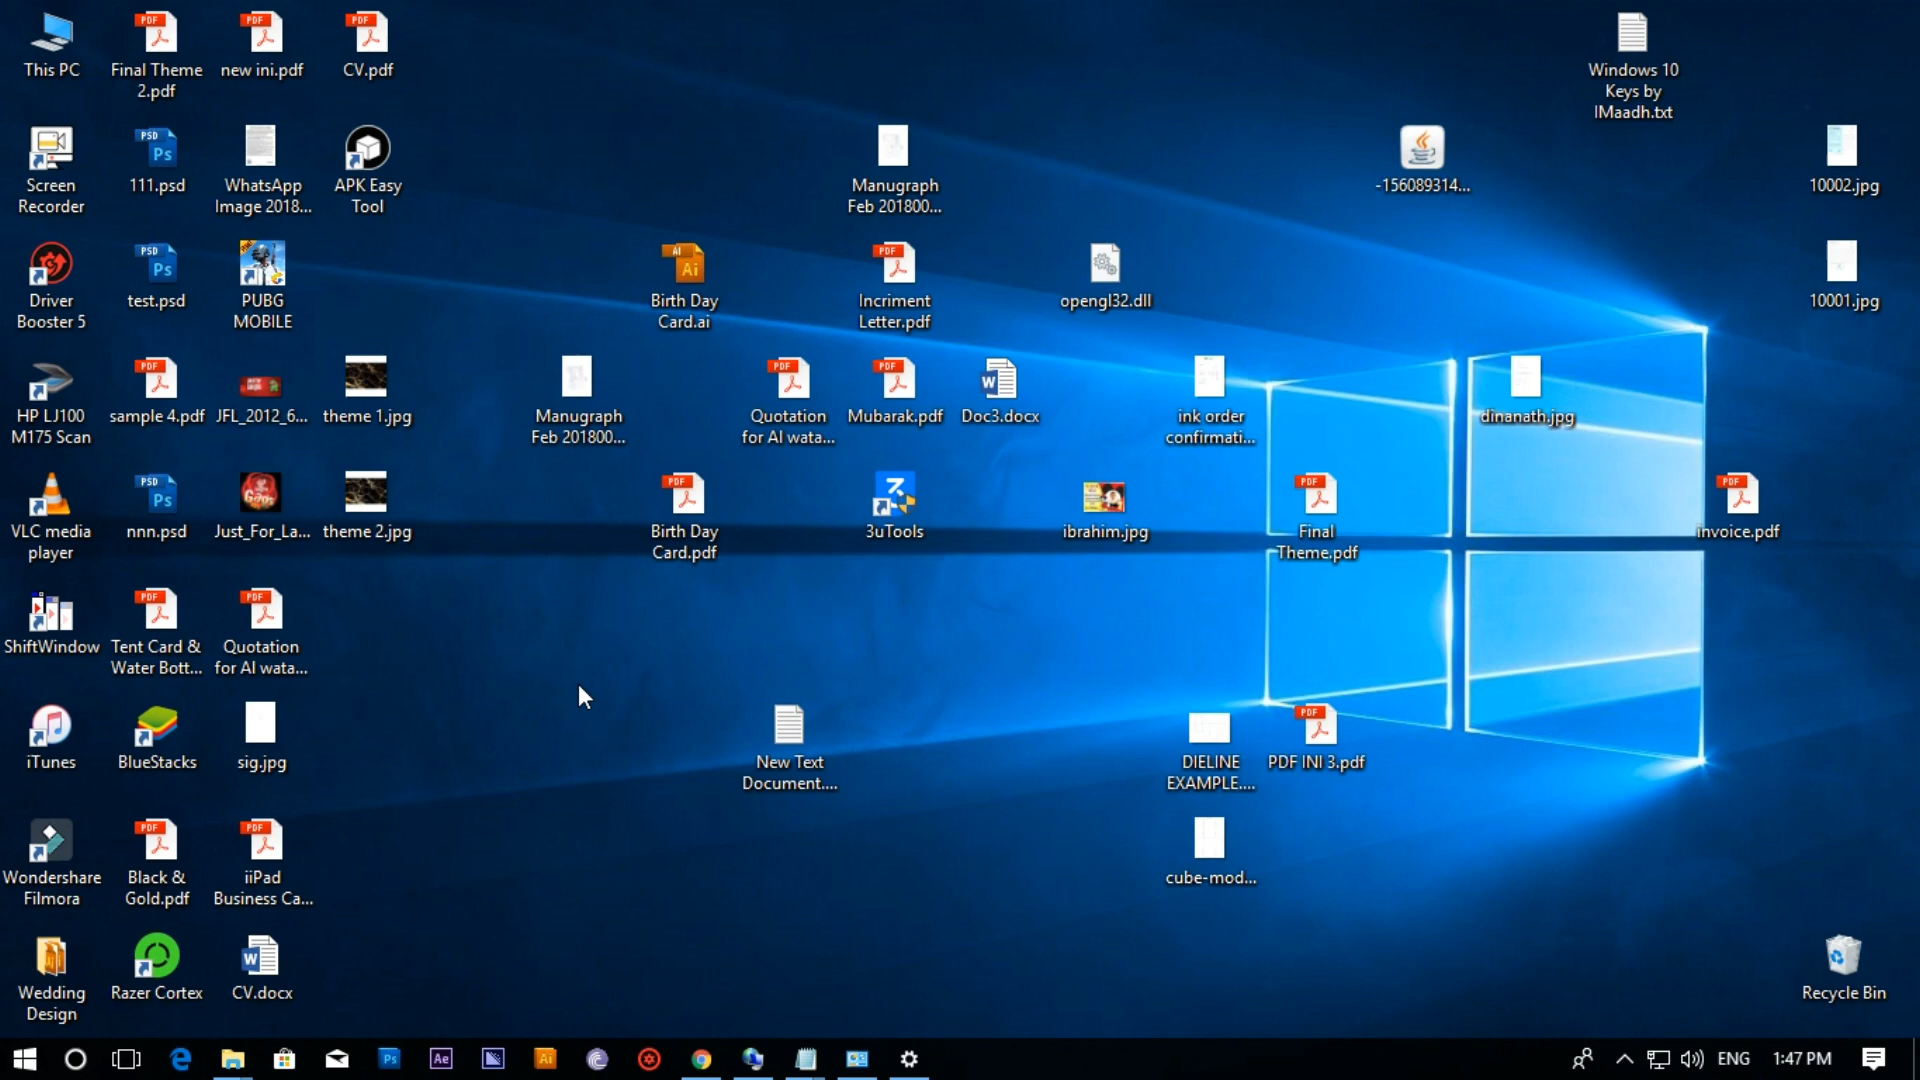 This PC
Final Theme
2.pdf
new ini.pdf
CV.pdf
Windows 10
Keys by
IMaadh.txt
Screen
Recorder
111.psd
WhatsApp
Image 2018...
APK Easy
Tool
Manugraph
Feb 201800...
-156089314...
10002.jpg
Driver
Booster 5
test.psd
PUBG
MOBILE
Birth Day
Card.ai
Incriment
Letter.pdf
opengl32.dll
10001.jpg
HP LJ100
M175 Scan
sample 4.pdf
JFL_2012_6...
theme 1.jpg
Manugraph
Feb 201800...
Quotation
for Al wata...
Mubarak.pdf
Doc3.docx
ink order
confirmati...
dinanath.jpg
VLC media
player
nnn.psd
Just_For_La...
theme 2.jpg
Birth Day
Card.pdf
3uTools
ibrahim.jpg
Final
Theme.pdf
invoice.pdf
ShiftWindow
Tent Card &
Water Bott...
Quotation
for Al wata...
iTunes
BlueStacks
sig.jpg
New Text
Document....
DIELINE
EXAMPLE....
PDF INI 3.pdf
Wondershare
Filmora
Black &
Gold.pdf
iiPad
Business Ca...
cube-mod...
Wedding
Design
Razer Cortex
CV.docx
Recycle Bin
ENG
1:47 PM